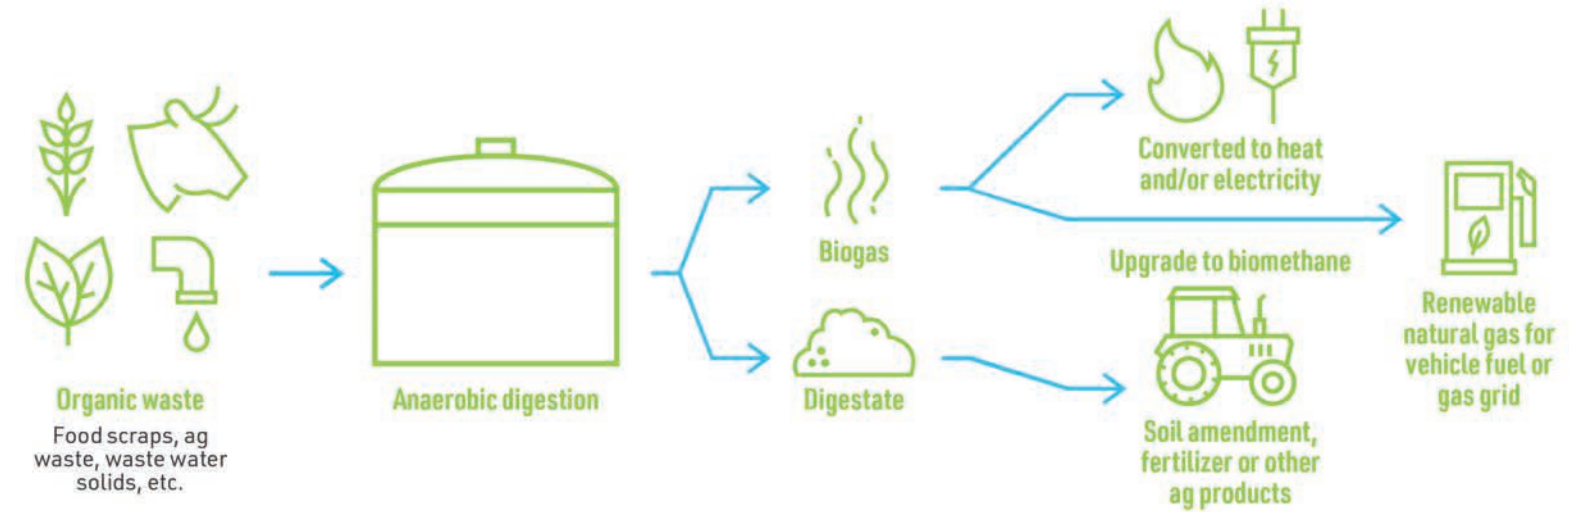 Organic waste
Food scraps, ag
waste, waste water
solids, etc.
Anaerobic digestion
Biogas
Digestate
Converted to heat
and/or electricity
Upgrade to biomethane
Soil amendment,
fertilizer or other
ag products
Renewable
natural gas for
vehicle fuel or
gas grid